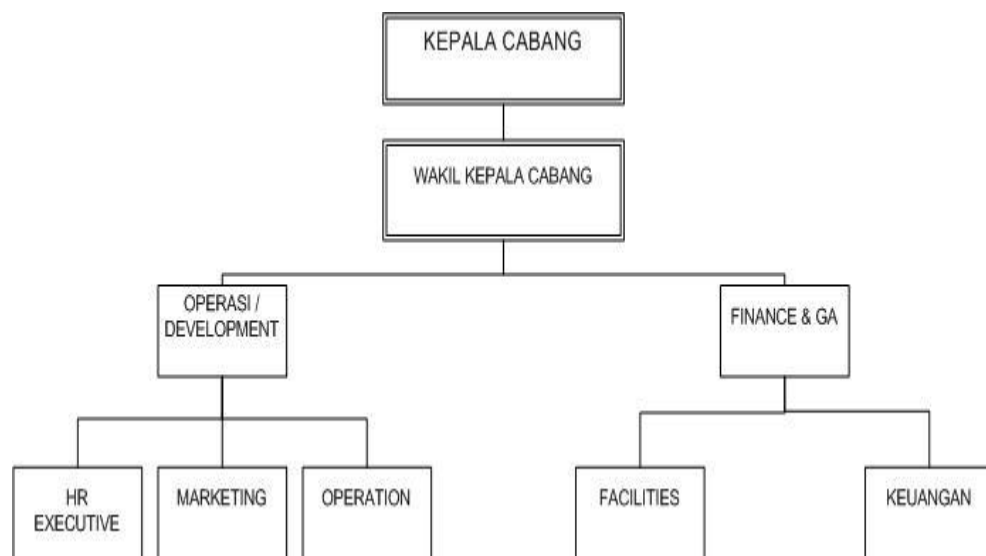 KEPALA CABANG
WAKIL KEPALA CABANG
OPERASI /
DEVELOPMENT
FINANCE & GA
HR
EXECUTIVE
MARKETING
OPERATION
FACILITIES
KEUANGAN